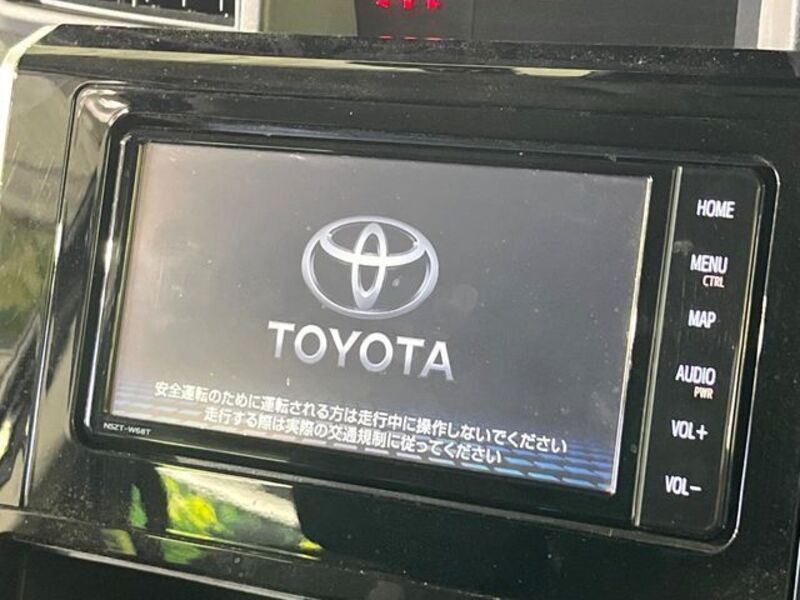 TOYOTA
安全運転のために運転される方は走行中に操作しないでください
走行する際は実際の交通規制に従ってください
NSZT-W68T
HOME
MENU
CTRL
MAP
AUDIO
PWR
VOL+
VOL-